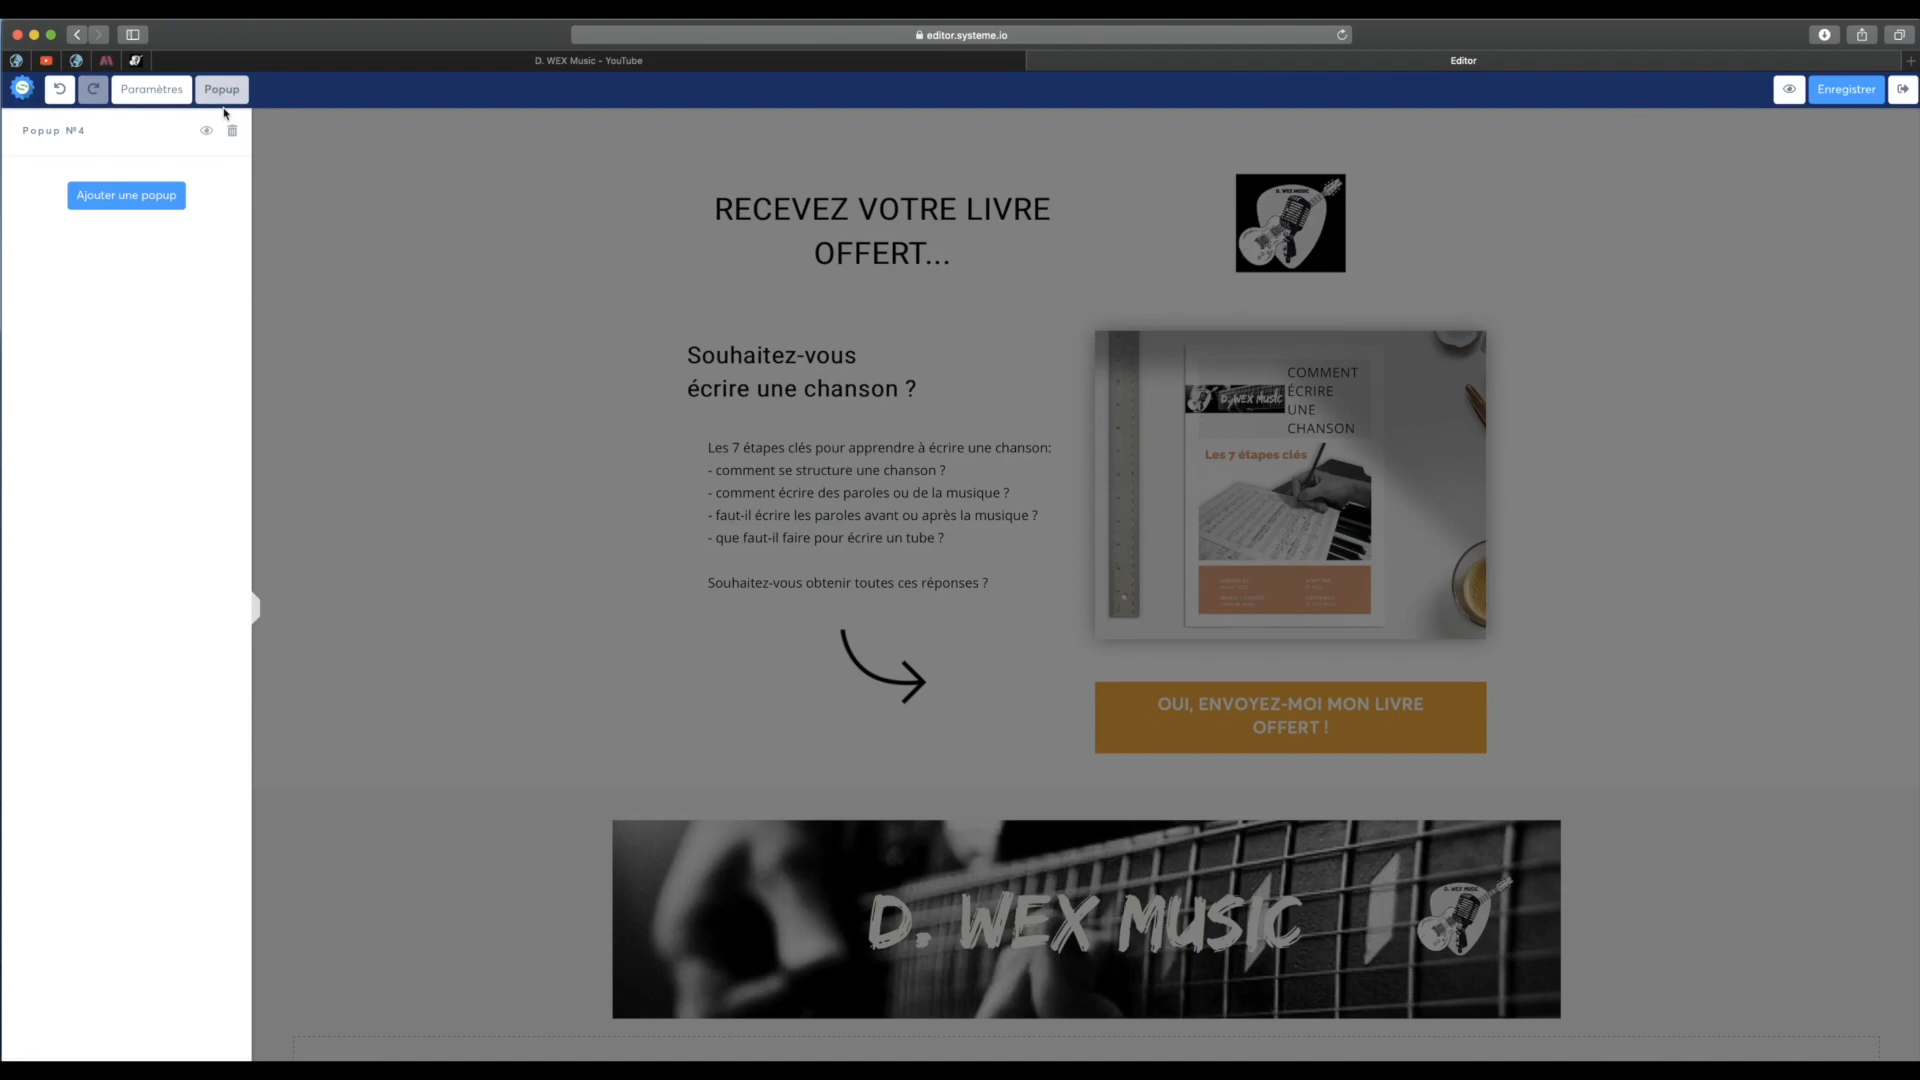 editor.systeme.io
D. WEX Music - YouTube
Editor
Paramètres
Popup
Enregistrer
Popup №4
Ajouter une popup
RECEVEZ VOTRE LIVRE
OFFERT...
D. WEX MUSIC
Souhaitez-vous
écrire une chanson ?
Les 7 étapes clés pour apprendre à écrire une chanson:
- comment se structure une chanson ?
- comment écrire des paroles ou de la musique ?
- faut-il écrire les paroles avant ou après la musique ?
- que faut-il faire pour écrire un tube ?
Souhaitez-vous obtenir toutes ces réponses ?
D. WEX MUSIC
COMMENT
ÉCRIRE
UNE
CHANSON
Les 7 étapes clés
OUI, ENVOYEZ-MOI MON LIVRE
OFFERT !
D. WEX MUSIC
D. WEX MUSIC